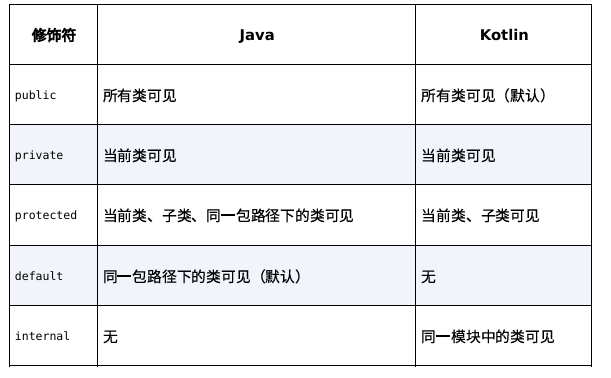 修饰符 Java Kotlin
public 所有类可见 所有类可见（默认）
private 当前类可见 当前类可见
protected 当前类、子类、同一包路径下的类可见 当前类、子类可见
default 同一包路径下的类可见（默认） 无
internal 无 同一模块中的类可见